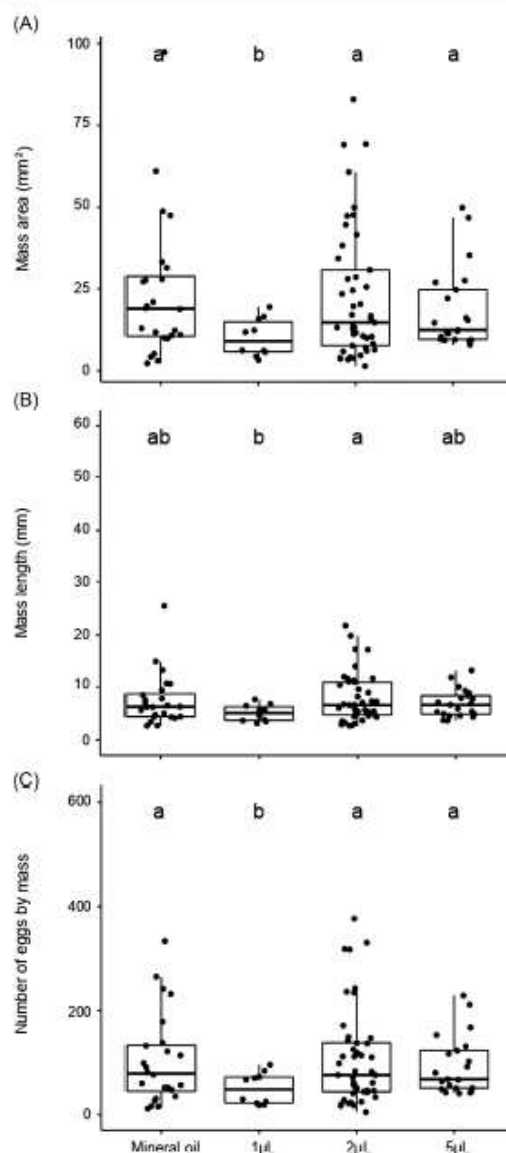 (A)
100
a b a a
75
Mass area (mm²)
50
25
0
(B)
60
ab b a ab
50
40
Mass length (mm)
30
20
10
0
(C)
600
a b a a
Number of eggs by mass
400
200
0
Mineral oil 1µL 2µL 5µL